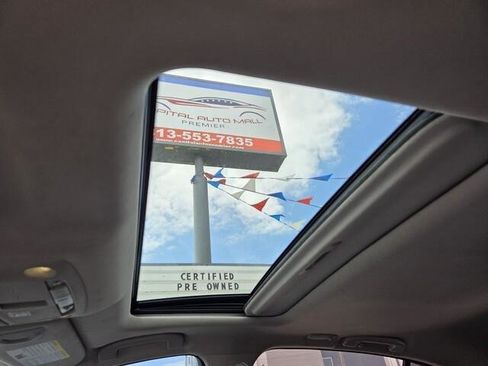 PITAL AUTO MALL
PREMIER
13-553-7835
CERTIFIED
PRE OWNED